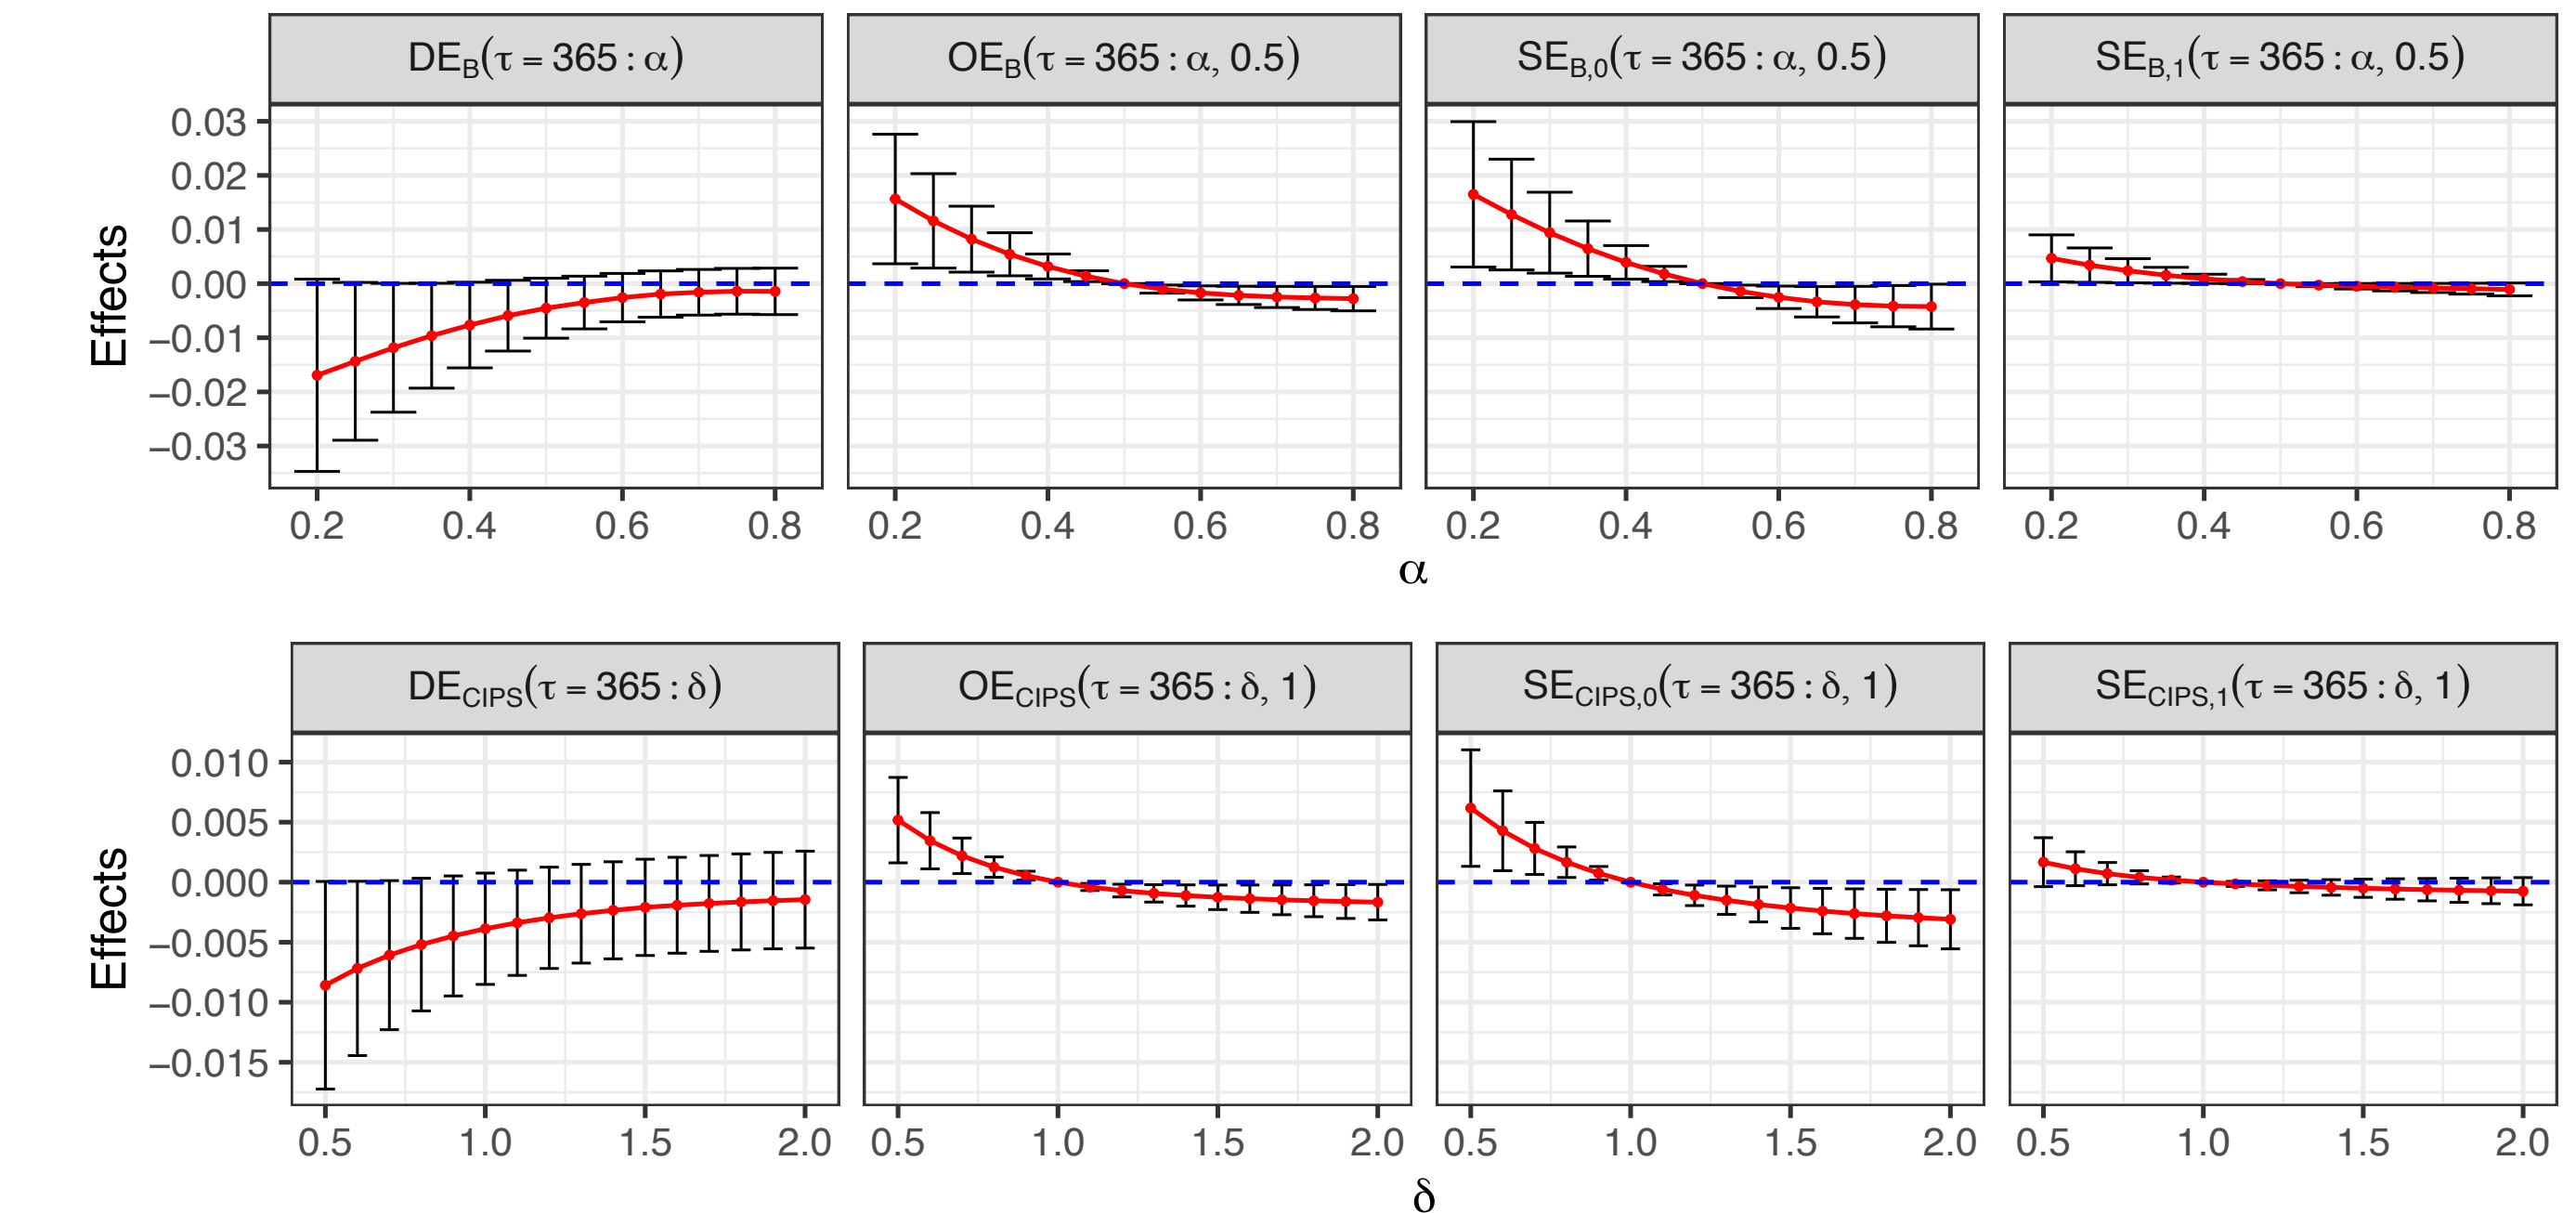 DE_B(τ = 365 : α) OE_B(τ = 365 : α, 0.5) SE_B,0(τ = 365 : α, 0.5) SE_B,1(τ = 365 : α, 0.5)
0.03
0.02
0.01
0.00
−0.01
−0.02
−0.03
Effects
0.2 0.4 0.6 0.8 0.2 0.4 0.6 0.8 0.2 0.4 0.6 0.8 0.2 0.4 0.6 0.8
α
DE_CIPS(τ = 365 : δ) OE_CIPS(τ = 365 : δ, 1) SE_CIPS,0(τ = 365 : δ, 1) SE_CIPS,1(τ = 365 : δ, 1)
0.010
0.005
0.000
−0.005
−0.010
−0.015
Effects
0.5 1.0 1.5 2.0 0.5 1.0 1.5 2.0 0.5 1.0 1.5 2.0 0.5 1.0 1.5 2.0
δ